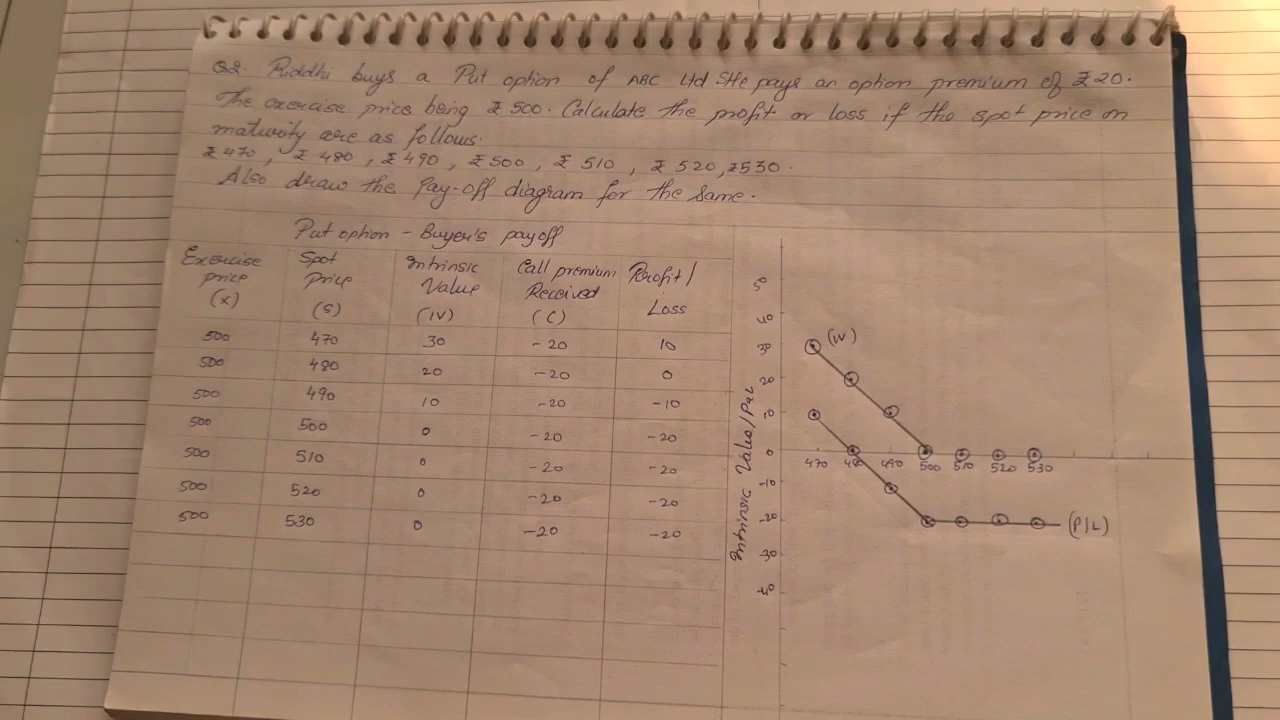 Q2. Riddhi buys a Put option of ABC Ltd SHe pays an option premium of ₹20.
The exercise price being ₹ 500. Calculate the profit or loss if the spot price on
maturity are as follows.
₹470, ₹480, ₹490, ₹500, ₹510, ₹520, ₹530.
Also draw the Pay-off diagram for the Same.
Put option - Buyer's payoff
Exercise price (X) Spot Price (S) Intrinsic Value (IV) Call premium Received (C) Profit/Loss
500 470 30 -20 10
500 480 20 -20 0
500 490 10 -20 -10
500 500 0 -20 -20
500 510 0 -20 -20
500 520 0 -20 -20
500 530 0 -20 -20
Intrinsic Value/P&L
50
40
30 (IV)
20
10
0
470 480 490 500 510 520 530
-10
-20 (P/L)
-30
-40